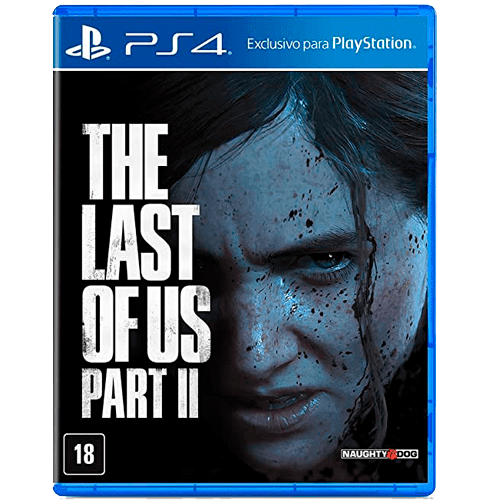 PS4 Exclusivo para PlayStation®
THE
LAST
OF US
PART II
18
NAUGHTY DOG